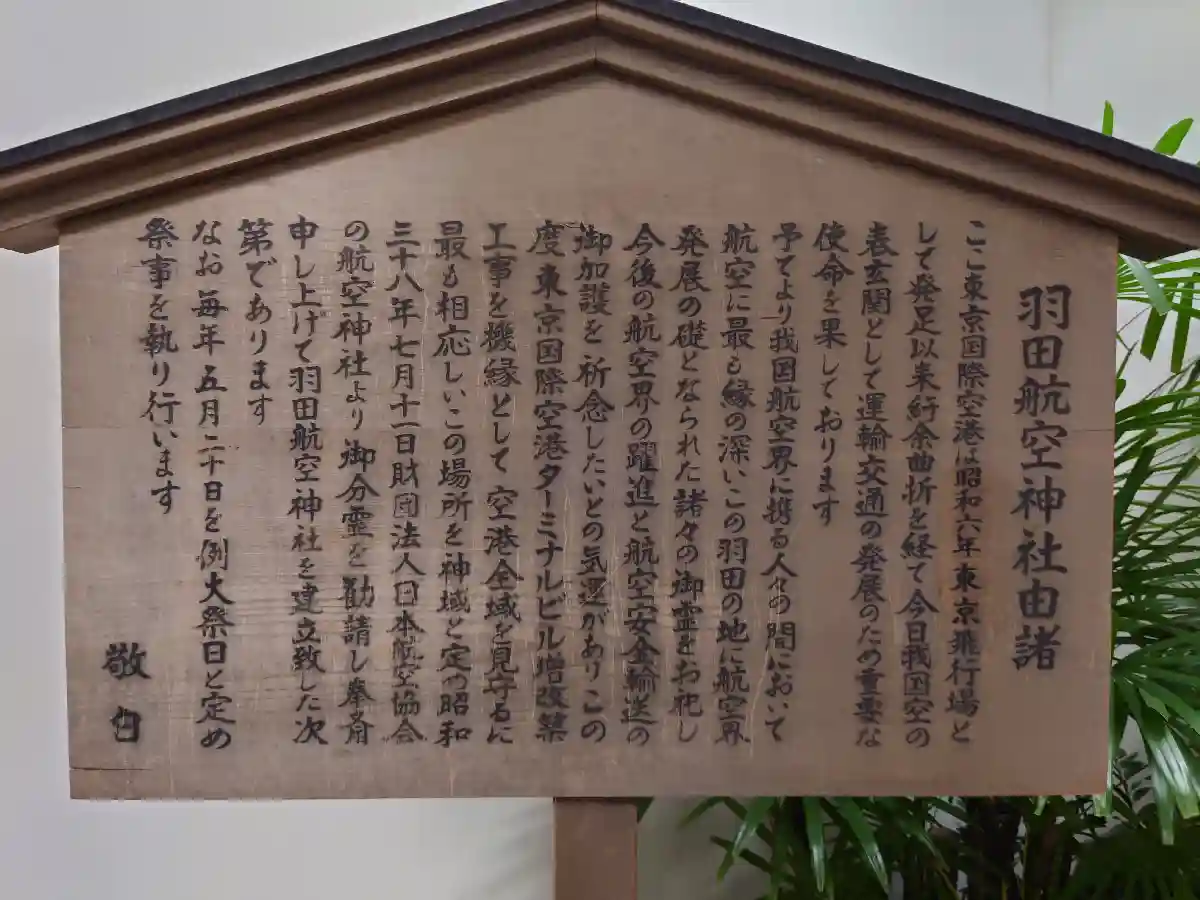 羽田航空神社由諸
ここ東京国際空港は昭和六年東京飛行場と
して発足以来紆余曲折を経て今日我国空の
表玄関として運輸交通の発展のため重要な
使命を果しております
予てより我国航空界に携る人々の間において
航空に最も縁の深いこの羽田の地に航空界
発展の礎となられた諸々の御霊をお祀し
今後の航空界の躍進と航空安全輸送の
御加護を祈念したいとの気運がありこの
度東京国際空港ターミナルビル増改築
工事を機縁として空港全域を見守るに
最も相応しいこの場所を神域と定め昭和
三十八年七月十一日財団法人日本航空協会
の航空神社より御分霊を勧請し奉斎
申し上げて羽田航空神社を建立致した次
第であります
なお毎年五月二十日を例大祭日と定め
祭事を執り行います
敬白